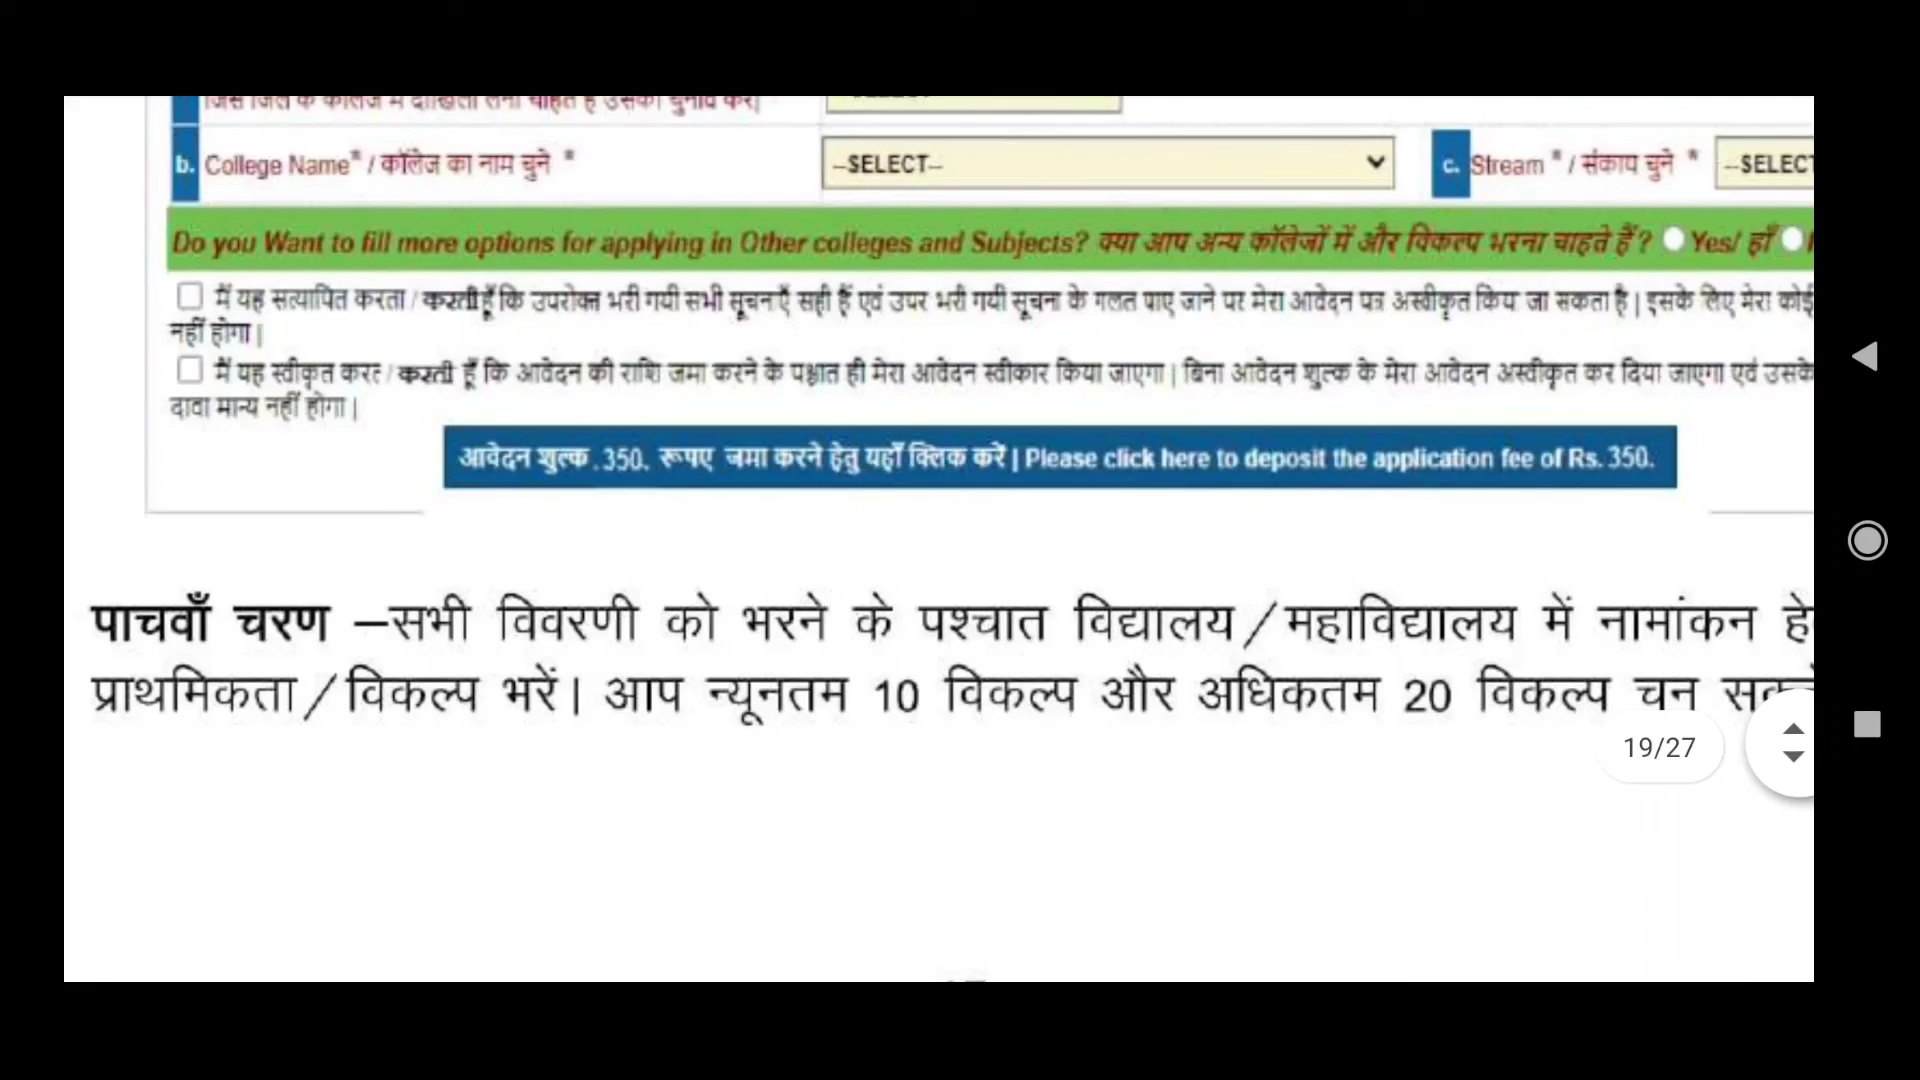 जिस जिले के कॉलेज में दाखिला लेना चाहते हैं उसका चुनाव करें|
b. College Name* / कॉलेज का नाम चुने *
--SELECT--
c. Stream * / संकाय चुने *
--SELECT
Do you Want to fill more options for applying in Other colleges and Subjects? क्या आप अन्य कॉलेजों में और विकल्प भरना चाहते हैं? Yes/ हाँ
मैं यह सत्यापित करता / करती हूँ कि उपरोक्त भरी गयी सभी सूचनाएँ सही हैं एवं उपर भरी गयी सूचना के गलत पाए जाने पर मेरा आवेदन पत्र अस्वीकृत किय जा सकता है | इसके लिए मेरा कोई
नहीं होगा |
मैं यह स्वीकृत करत / करती हूँ कि आवेदन की राशि जमा करने के पश्चात ही मेरा आवेदन स्वीकार किया जाएगा | बिना आवेदन शुल्क के मेरा आवेदन अस्वीकृत कर दिया जाएगा एवं उसके
दावा मान्य नहीं होगा |
आवेदन शुल्क .350. रूपए जमा करने हेतु यहाँ क्लिक करें | Please click here to deposit the application fee of Rs. 350.
पाचवाँ चरण –सभी विवरणी को भरने के पश्चात विद्यालय/महाविद्यालय में नामांकन हे
प्राथमिकता/विकल्प भरें| आप न्यूनतम 10 विकल्प और अधिकतम 20 विकल्प चुन
19/27